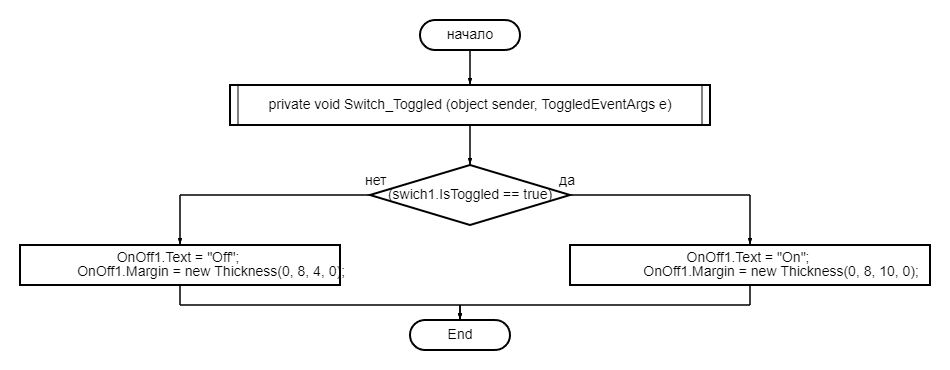 начало
private void Switch_Toggled (object sender, ToggledEventArgs e)
нет
да
(swich1.IsToggled == true)
OnOff1.Text = "Off";
OnOff1.Margin = new Thickness(0, 8, 4, 0);
OnOff1.Text = "On";
OnOff1.Margin = new Thickness(0, 8, 10, 0);
End